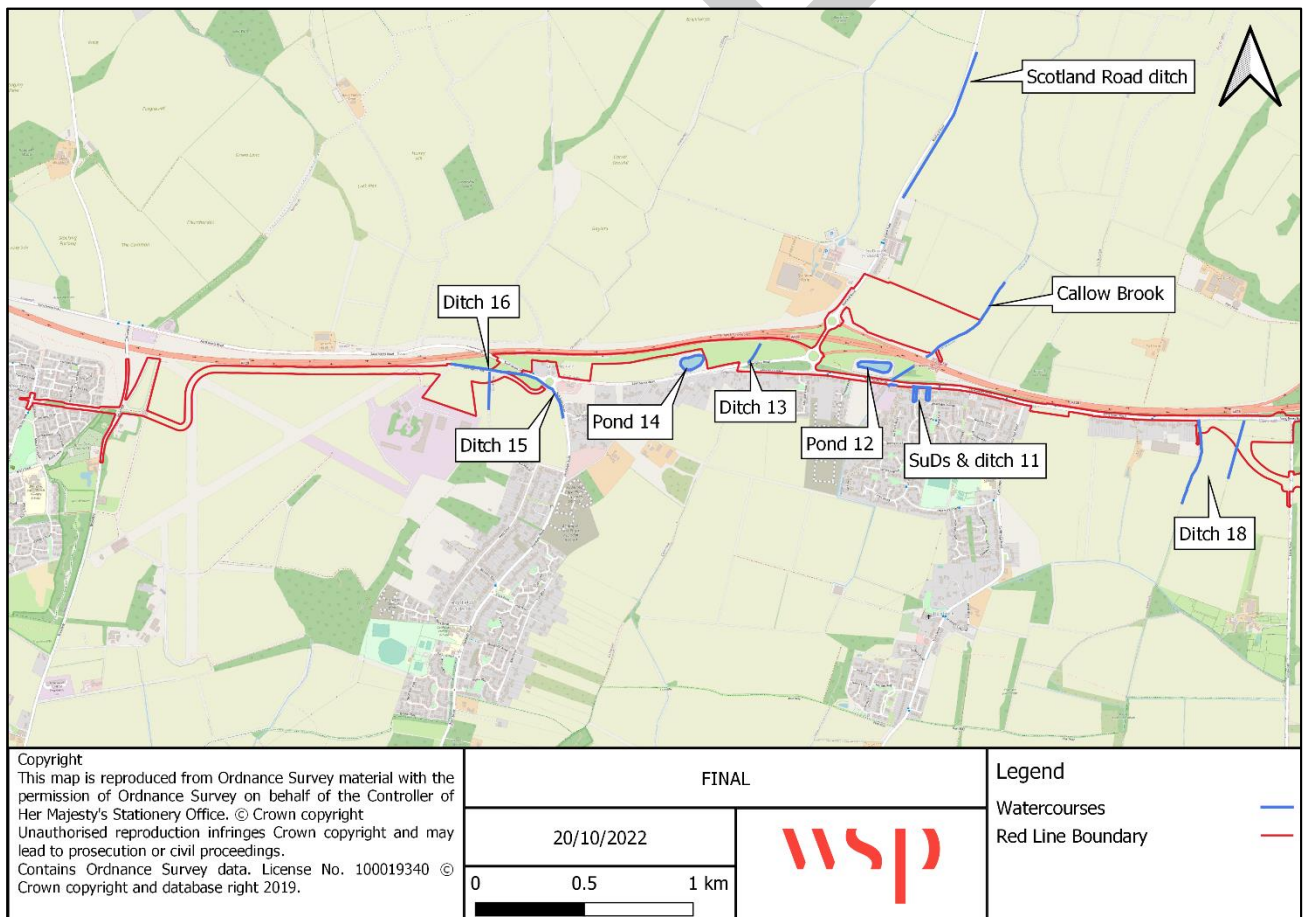 Scotland Road ditch
Callow Brook
Ditch 16
Pond 14
Ditch 13
Ditch 15
Pond 12
SuDs & ditch 11
Ditch 18
Copyright
This map is reproduced from Ordnance Survey material with the
permission of Ordnance Survey on behalf of the Controller of
Her Majesty's Stationery Office. © Crown copyright
Unauthorised reproduction infringes Crown copyright and may
lead to prosecution or civil proceedings.
Contains Ordnance Survey data. License No. 100019340 ©
Crown copyright and database right 2019.
FINAL
20/10/2022
0 0.5 1 km
wsp
Legend
Watercourses
Red Line Boundary